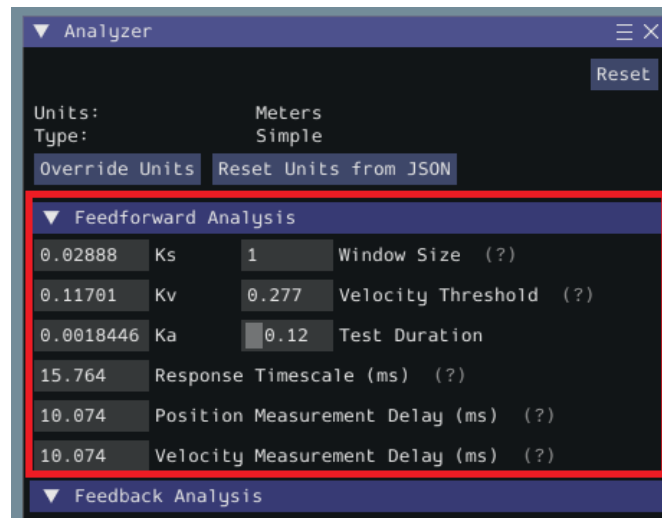 ▼ Analyzer
Reset
Units: Meters
Type: Simple
Override Units Reset Units from JSON
▼ Feedforward Analysis
0.02888 Ks 1 Window Size (?)
0.11701 Kv 0.277 Velocity Threshold (?)
0.0018446 Ka 0.12 Test Duration
15.764 Response Timescale (ms) (?)
10.074 Position Measurement Delay (ms) (?)
10.074 Velocity Measurement Delay (ms) (?)
▼ Feedback Analysis